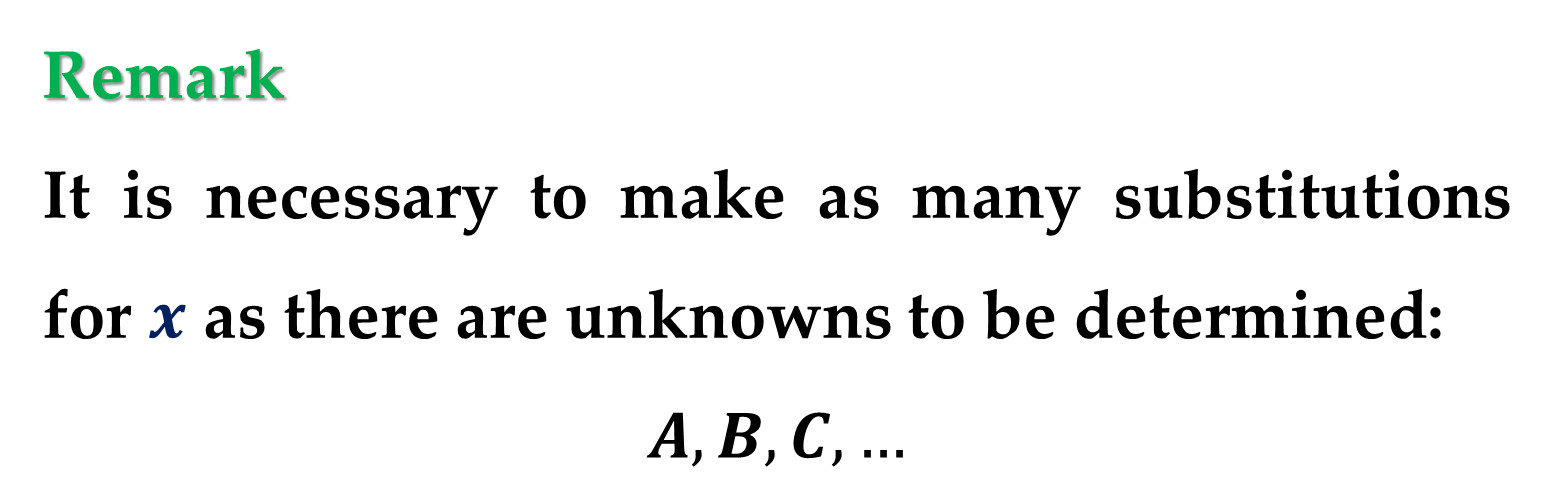 Remark
It is necessary to make as many substitutions
for x as there are unknowns to be determined:
A, B, C, ...